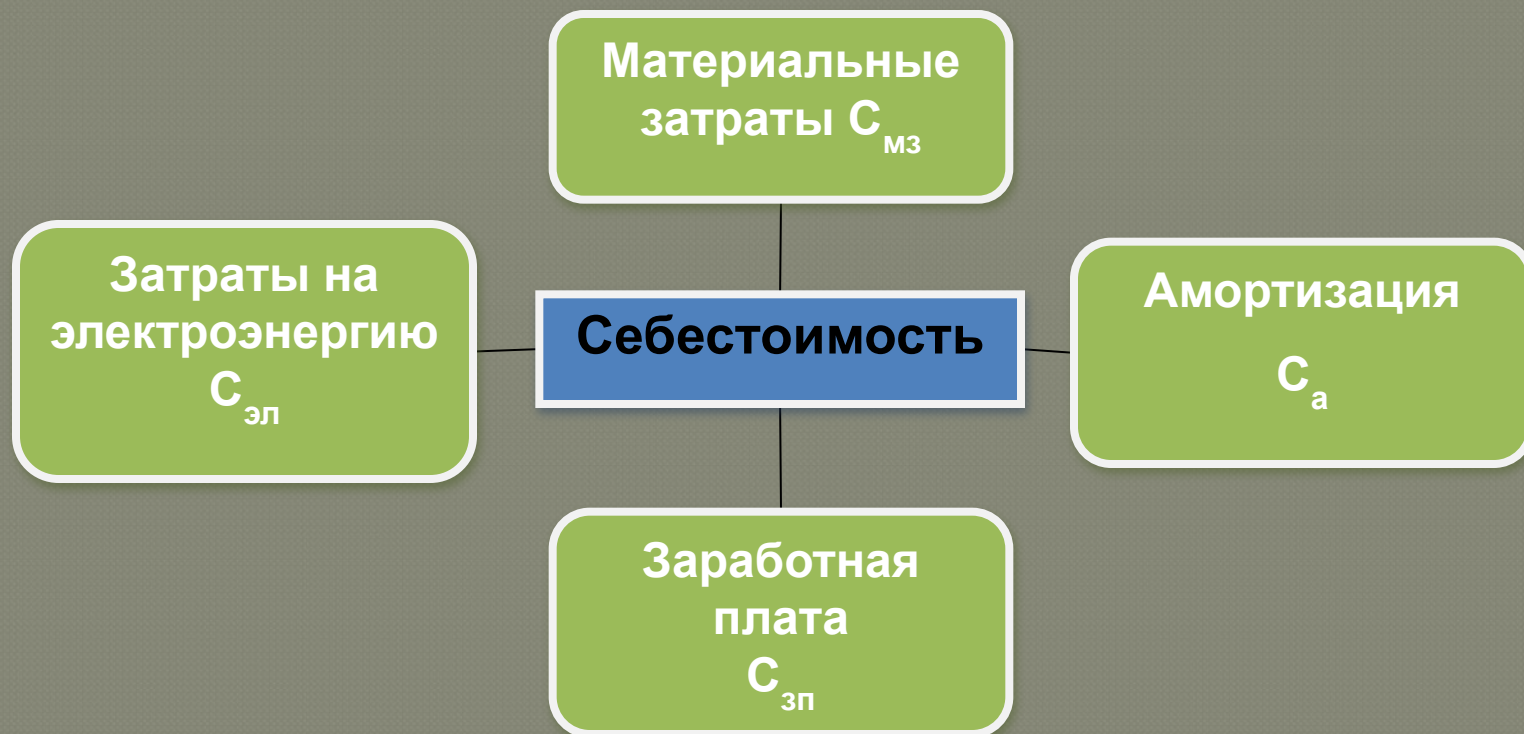 Материальные
затраты Смз
Затраты на
электроэнергию
Сэл
Себестоимость
Амортизация
Са
Заработная
плата
Сзп